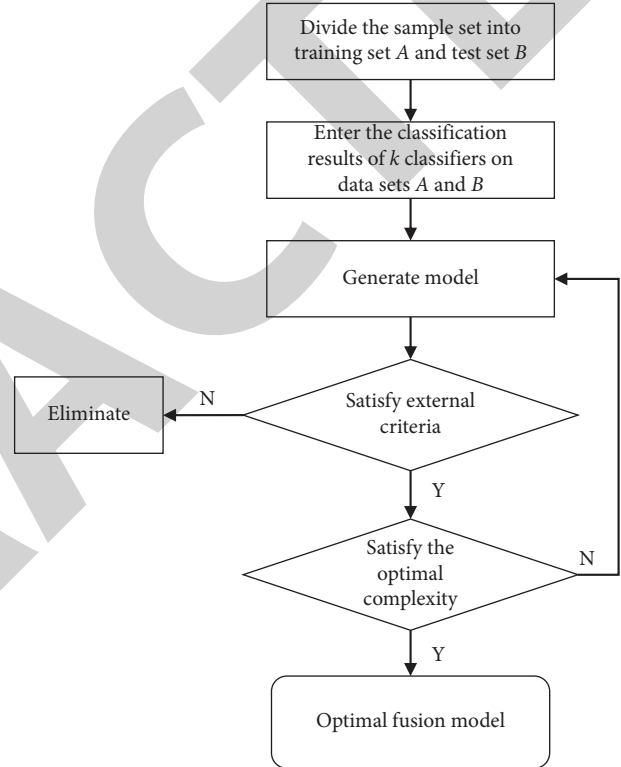 Divide the sample set into
training set A and test set B
Enter the classification
results of k classifiers on
data sets A and B
Generate model
Satisfy external
criteria
N
Eliminate
Y
Satisfy the
optimal
complexity
N
Y
Optimal fusion model